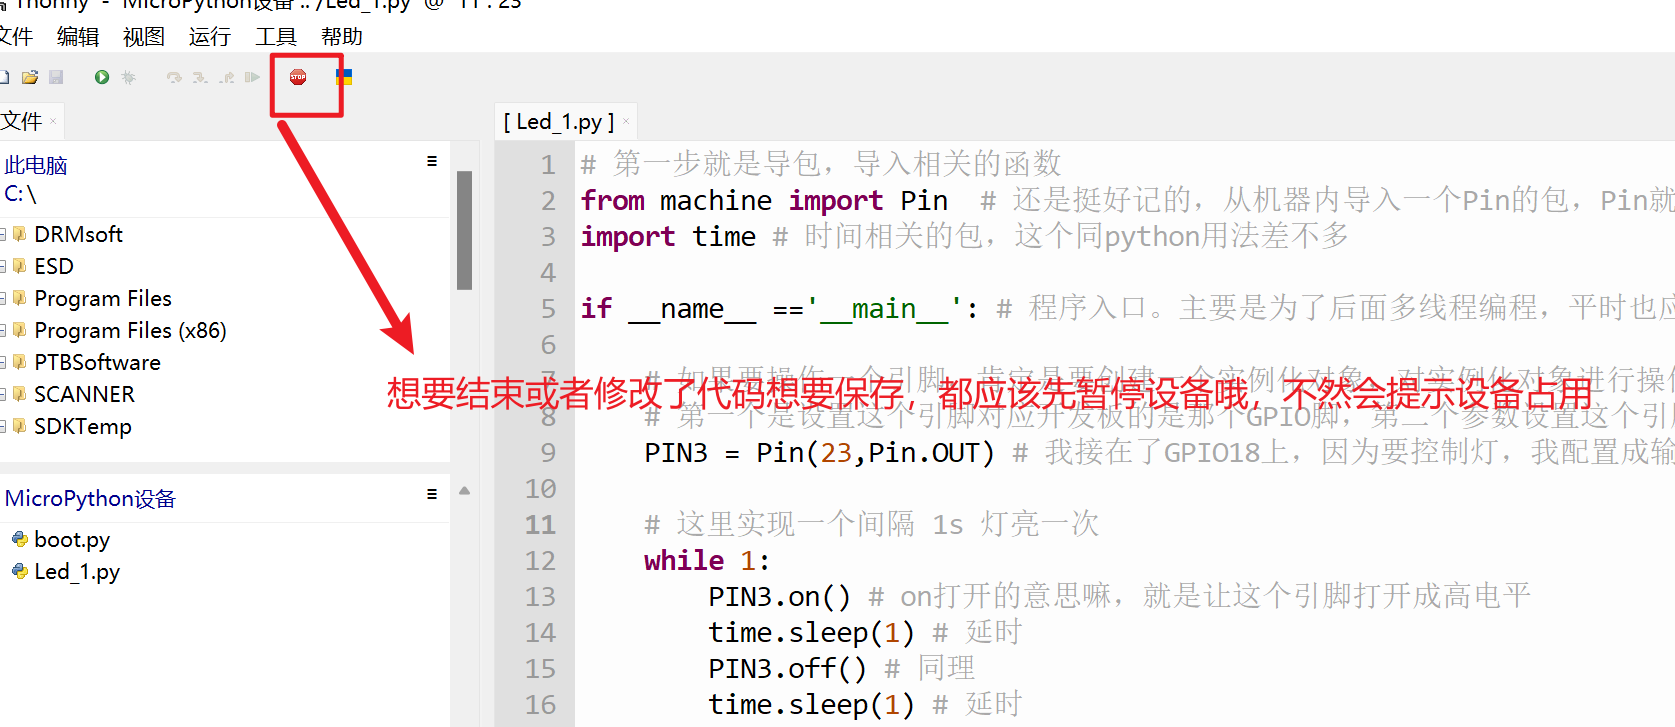 Thonny - MicroPython设备 :: /Led_1.py @ 11 : 23
文件 编辑 视图 运行 工具 帮助
STOP
文件 ×
[ Led_1.py ] ×
此电脑
C:\
DRMsoft
ESD
Program Files
Program Files (x86)
PTBSoftware
SCANNER
SDKTemp
MicroPython设备
boot.py
Led_1.py
1 # 第一步就是导包，导入相关的函数
2 from machine import Pin # 还是挺好记的，从机器内导入一个Pin的包，Pin就
3 import time # 时间相关的包，这个同python用法差不多
4
5 if __name__ =='__main__': # 程序入口。主要是为了后面多线程编程，平时也应
6
7 # 如果要操作一个引脚，肯定是要创建一个实例化对象，对实例化对象进行操作
想要结束或者修改了代码想要保存，都应该先暂停设备哦，不然会提示设备占用
8 # 第一个是设置这个引脚对应开发板的是那个GPIO脚，第二个参数设置这个引脚
9 PIN3 = Pin(23,Pin.OUT) # 我接在了GPIO18上，因为要控制灯，我配置成输
10
11 # 这里实现一个间隔 1s 灯亮一次
12 while 1:
13 PIN3.on() # on打开的意思嘛，就是让这个引脚打开成高电平
14 time.sleep(1) # 延时
15 PIN3.off() # 同理
16 time.sleep(1) # 延时